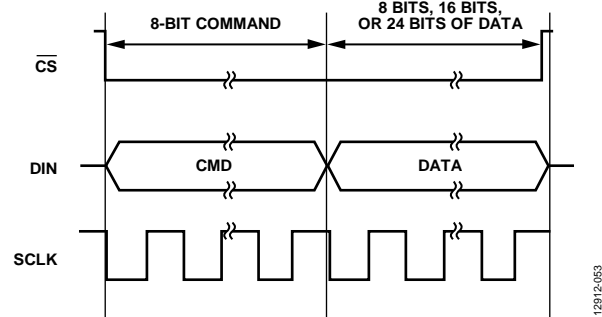 8 BITS, 16 BITS,
8-BIT COMMAND
OR 24 BITS OF DATA
CS
DIN
CMD
DATA
SCLK
12912-053